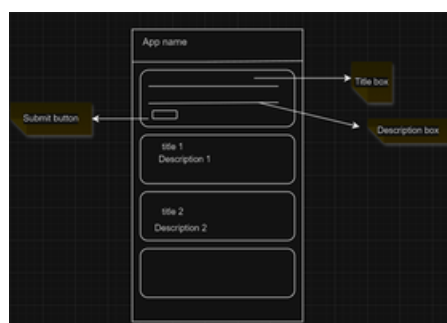 App name
Title box
Submit button
Description box
title 1
Description 1
title 2
Description 2